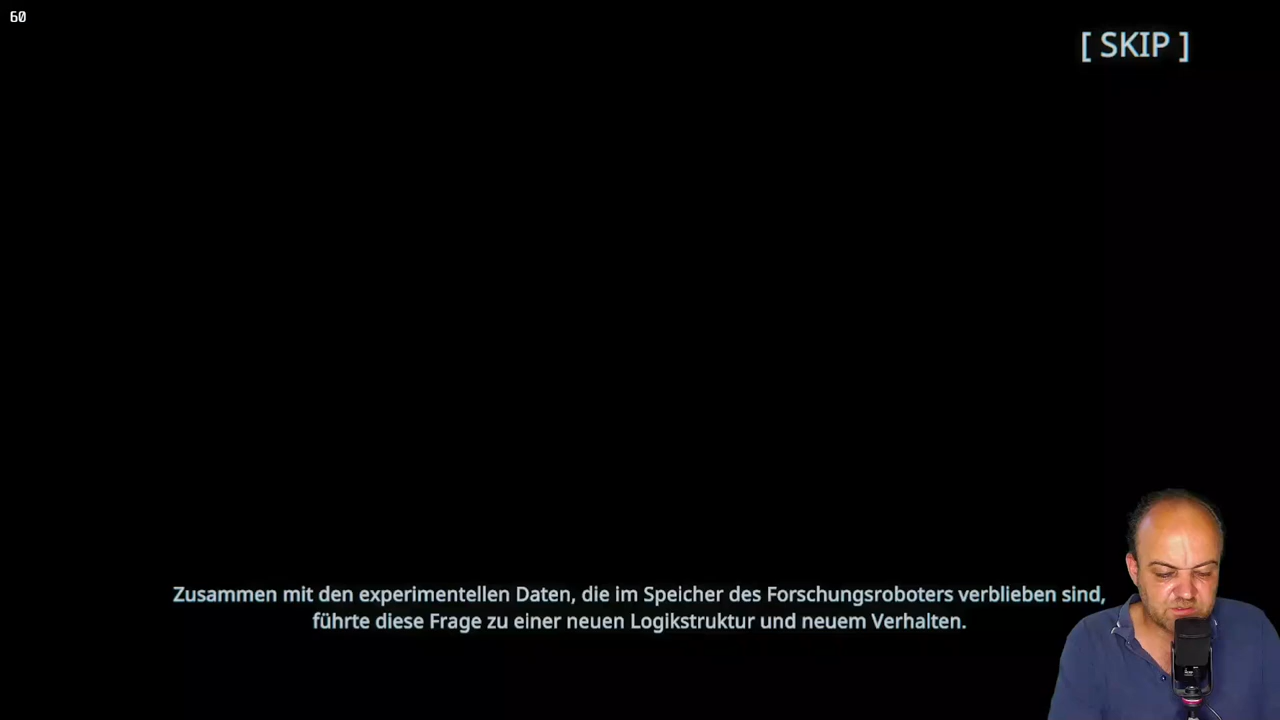 60
[ SKIP ]
Zusammen mit den experimentellen Daten, die im Speicher des Forschungsroboters verblieben sind,
führte diese Frage zu einer neuen Logikstruktur und neuem Verhalten.